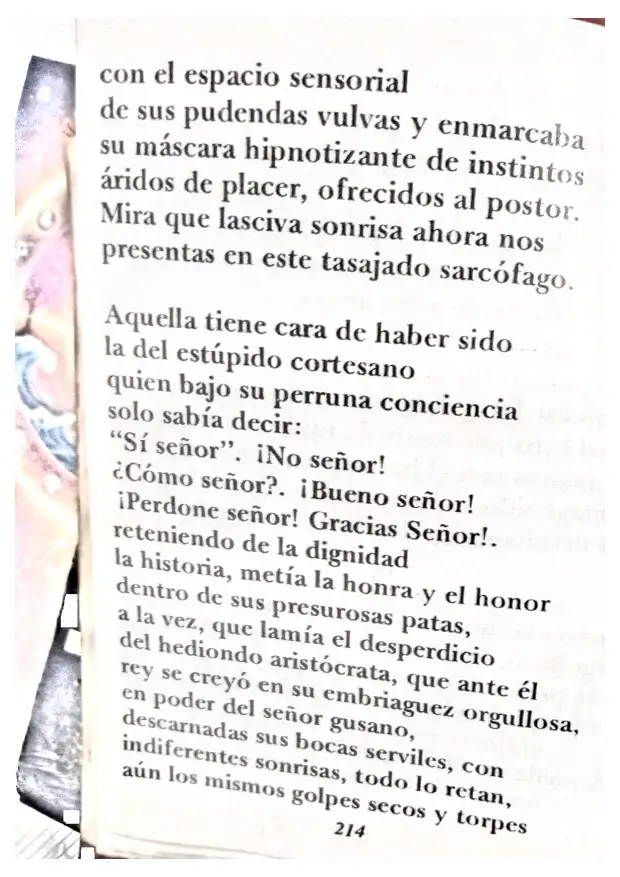 con el espacio sensorial
de sus pudendas vulvas y enmarcaba
su máscara hipnotizante de instintos
áridos de placer, ofrecidos al postor.
Mira que lasciva sonrisa ahora nos
presentas en este tasajado sarcófago.
Aquella tiene cara de haber sido
la del estúpido cortesano
quien bajo su perruna conciencia
solo sabía decir:
“Sí señor”. ¡No señor!
¿Cómo señor?. ¡Bueno señor!
¡Perdone señor! Gracias Señor!.
reteniendo de la dignidad
la historia, metía la honra y el honor
dentro de sus presurosas patas,
a la vez, que lamía el desperdicio
del hediondo aristócrata, que ante él
rey se creyó en su embriaguez orgullosa,
en poder del señor gusano,
descarnadas sus bocas serviles, con
indiferentes sonrisas, todo lo retan,
aún los mismos golpes secos y torpes
214